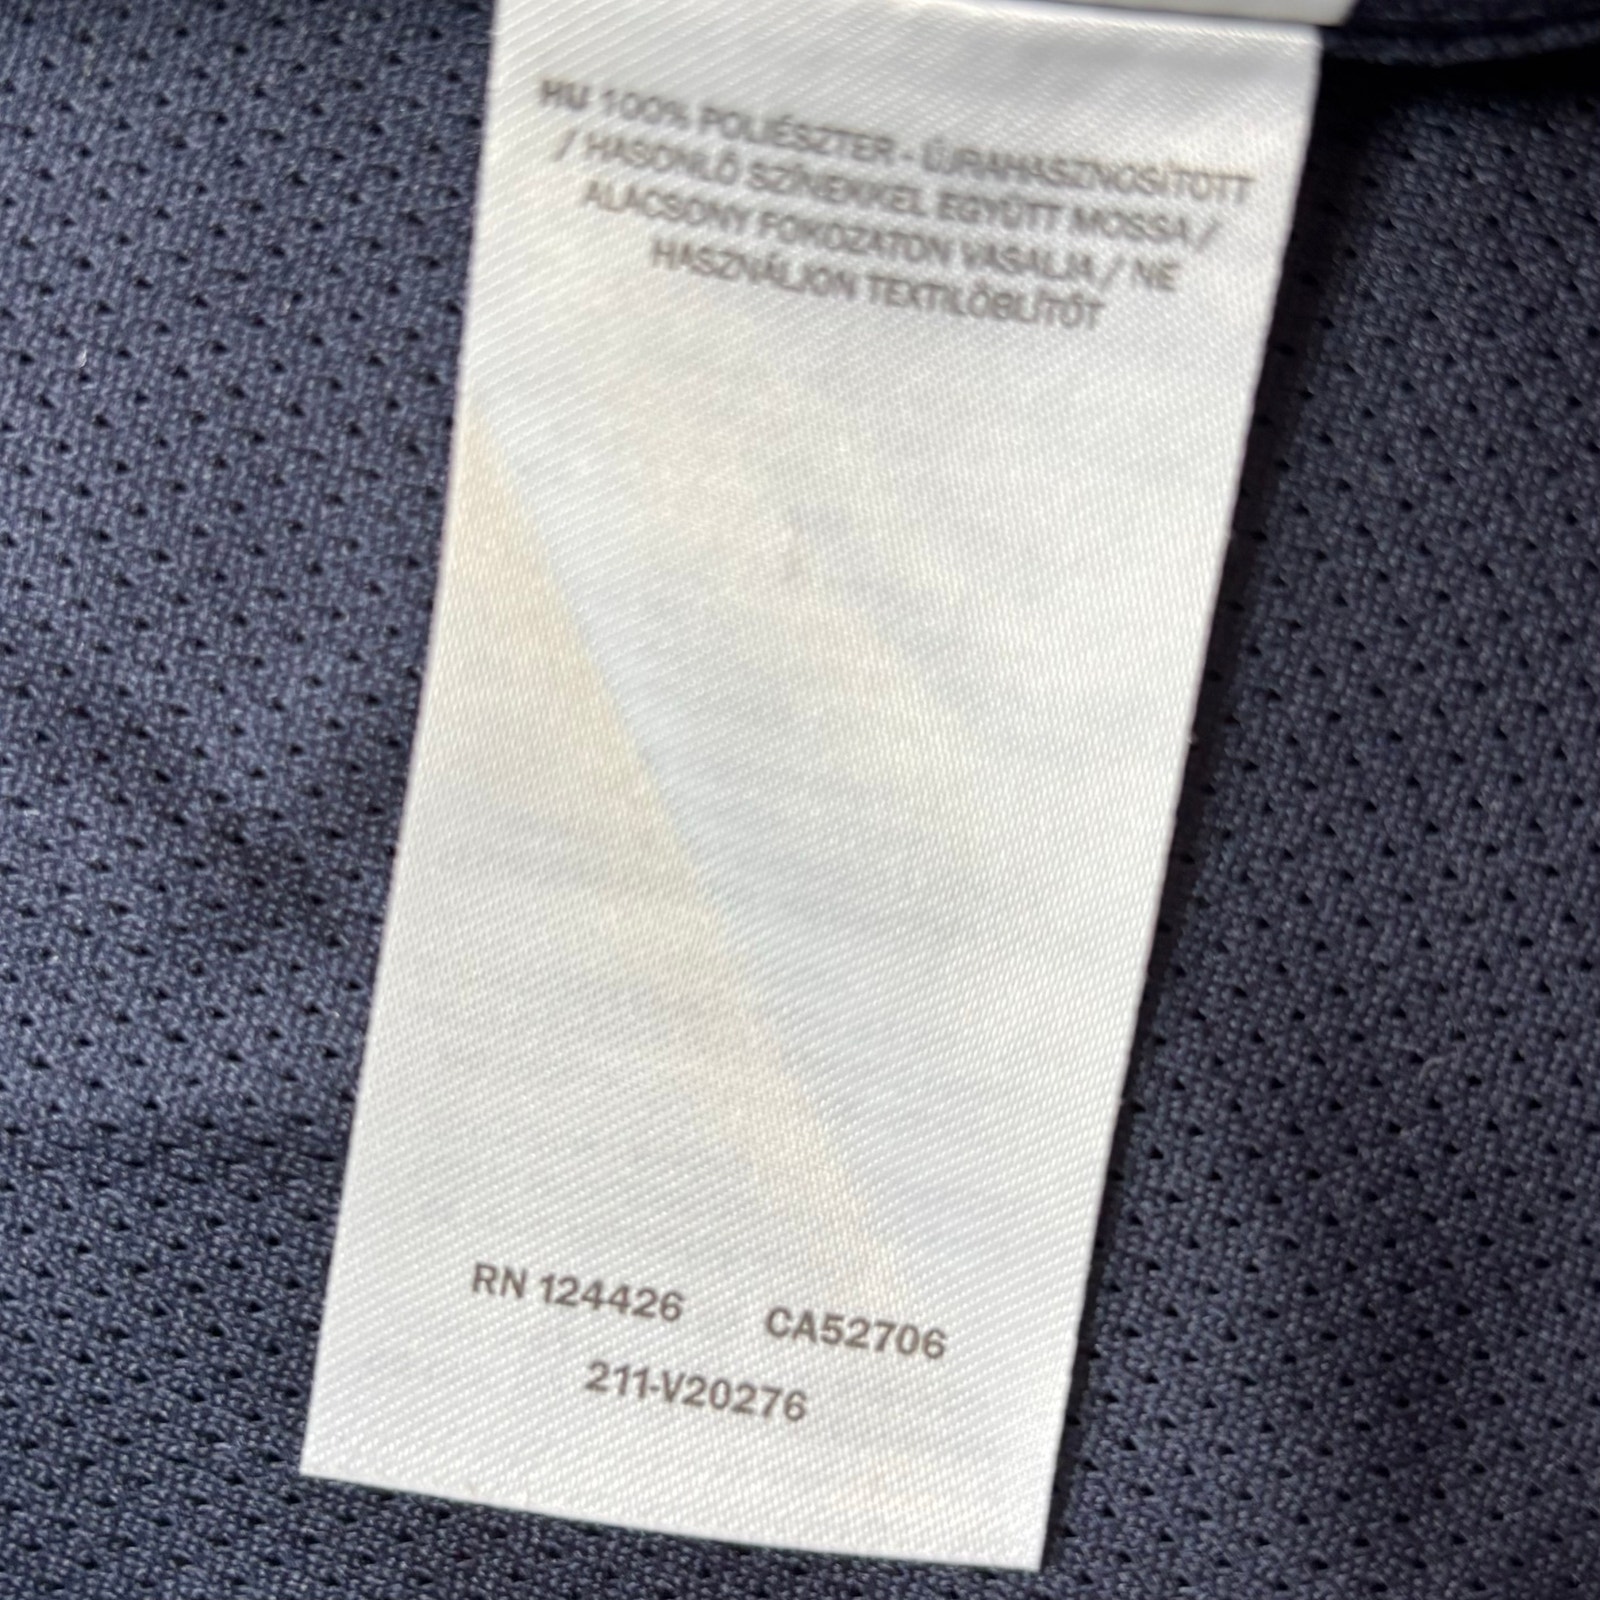 HU 100% POLIÉSZTER - ÚJRAHASZNOSÍTOTT
/ HASONLÓ SZÍNEKKEL EGYÜTT MOSSA /
ALACSONY FOKOZATON VASALJA / NE
HASZNÁLJON TEXTILÖBLÍTŐT
RN 124426 CA52706
211-V20276